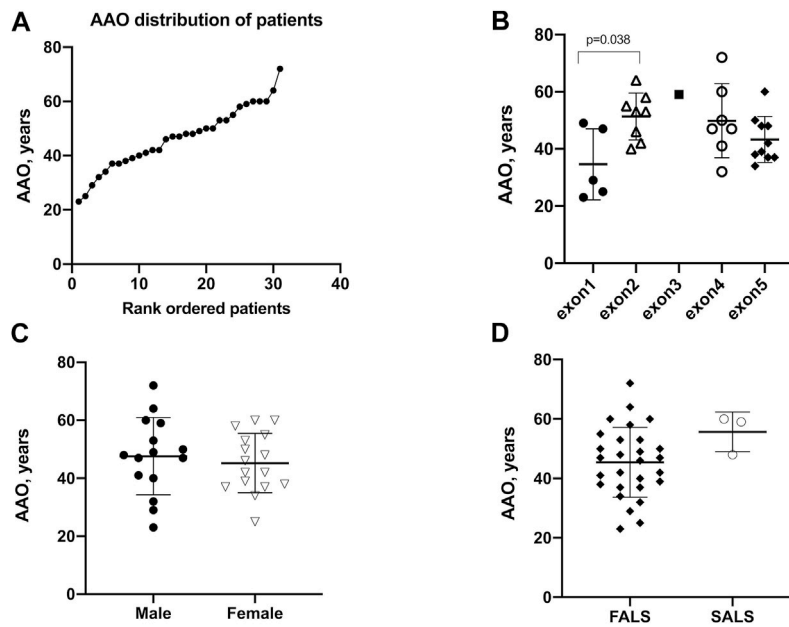 A
AAO distribution of patients
80
60
40
20
0
AAO, years
0 10 20 30 40
Rank ordered patients
B
p=0.038
80
60
40
20
0
AAO, years
exon1 exon2 exon3 exon4 exon5
C
80
60
40
20
0
AAO, years
Male Female
D
80
60
40
20
0
AAO, years
FALS SALS